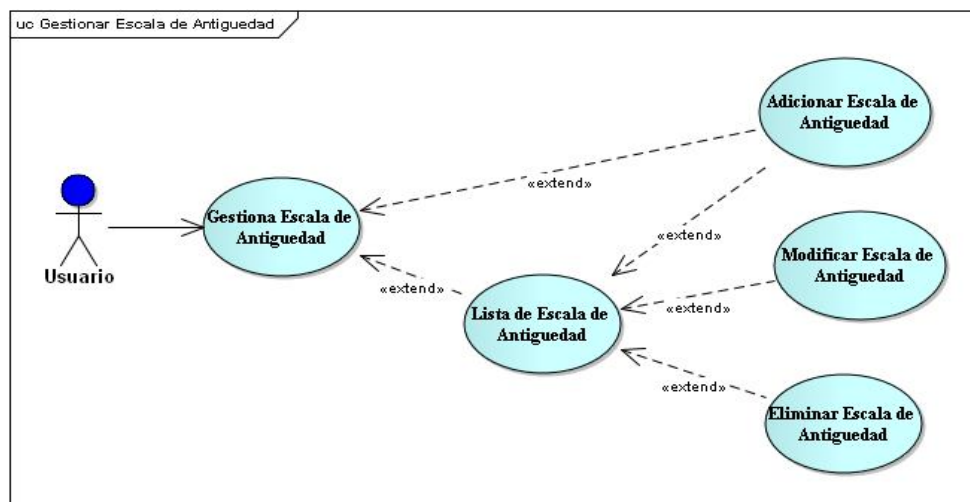 uc Gestionar Escala de Antiguedad
Adicionar Escala de
Antiguedad
«extend»
Gestiona Escala de
Antiguedad
«extend»
Modificar Escala de
Antiguedad
Usuario
«extend»
Lista de Escala de
Antiguedad
«extend»
«extend»
Eliminar Escala de
Antiguedad